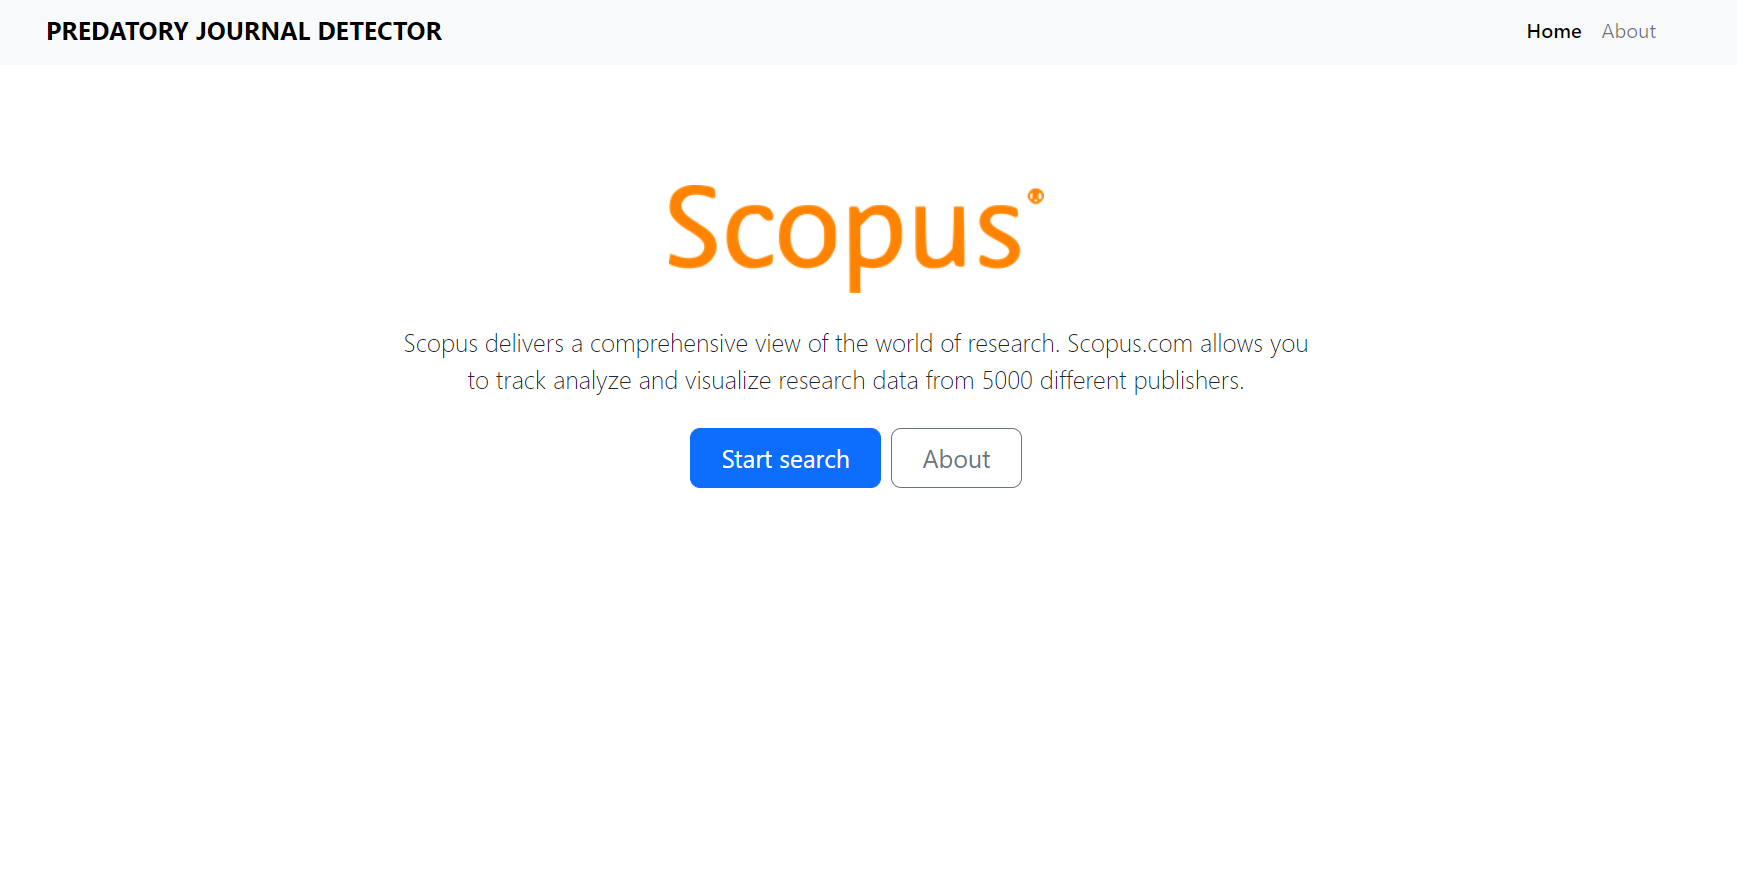 PREDATORY JOURNAL DETECTOR
Home About
Scopus®
Scopus delivers a comprehensive view of the world of research. Scopus.com allows you
to track analyze and visualize research data from 5000 different publishers.
Start search About